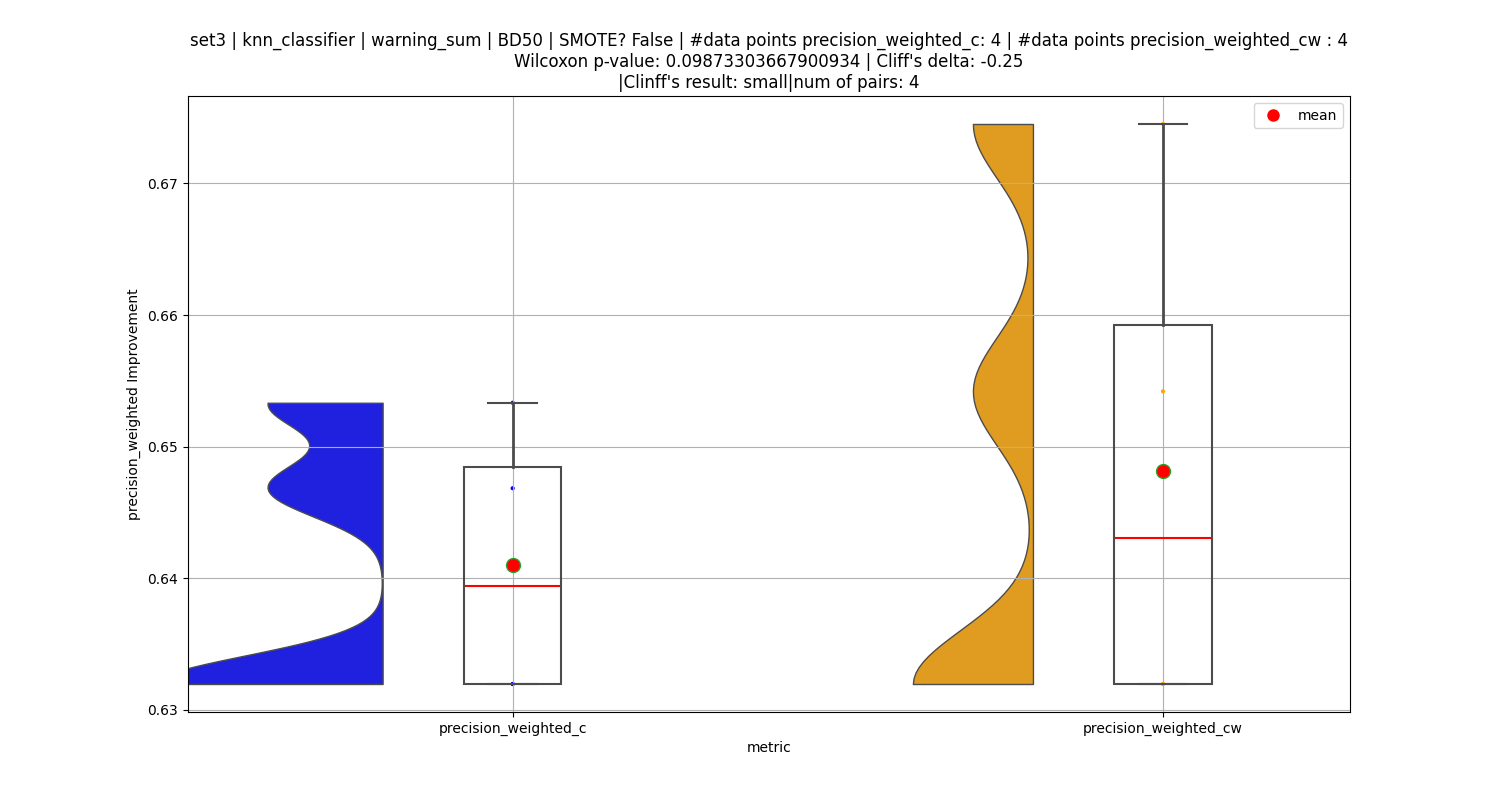 set3 | knn_classifier | warning_sum | BD50 | SMOTE? False | #data points precision_weighted_c: 4 | #data points precision_weighted_cw : 4
Wilcoxon p-value: 0.09873303667900934 | Cliff's delta: -0.25
|Clinff's result: small|num of pairs: 4
mean
0.67
0.66
0.65
0.64
0.63
precision_weighted Improvement
precision_weighted_c
precision_weighted_cw
metric